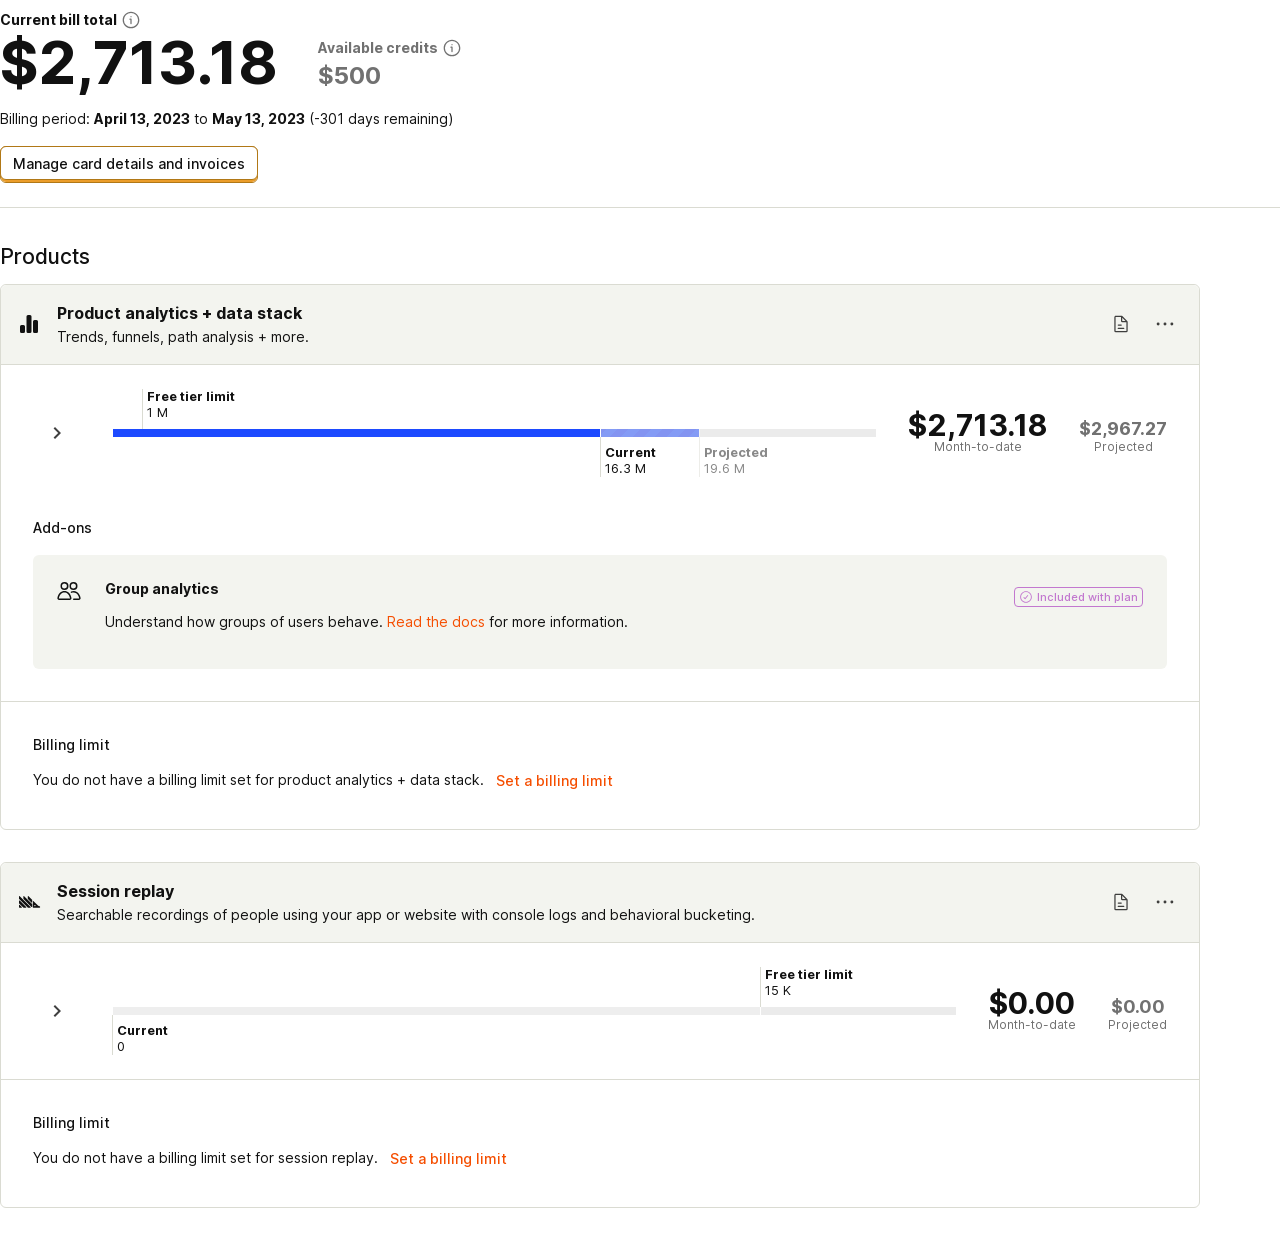 Current bill total
$2,713.18
Available credits
$500
Billing period: April 13, 2023 to May 13, 2023 (-301 days remaining)
Manage card details and invoices
Products
Product analytics + data stack
Trends, funnels, path analysis + more.
Free tier limit
1 M
Current
16.3 M
Projected
19.6 M
$2,713.18
Month-to-date
$2,967.27
Projected
Add-ons
Group analytics
Included with plan
Understand how groups of users behave. Read the docs for more information.
Billing limit
You do not have a billing limit set for product analytics + data stack. Set a billing limit
Session replay
Searchable recordings of people using your app or website with console logs and behavioral bucketing.
Free tier limit
15 K
Current
0
$0.00
Month-to-date
$0.00
Projected
Billing limit
You do not have a billing limit set for session replay. Set a billing limit